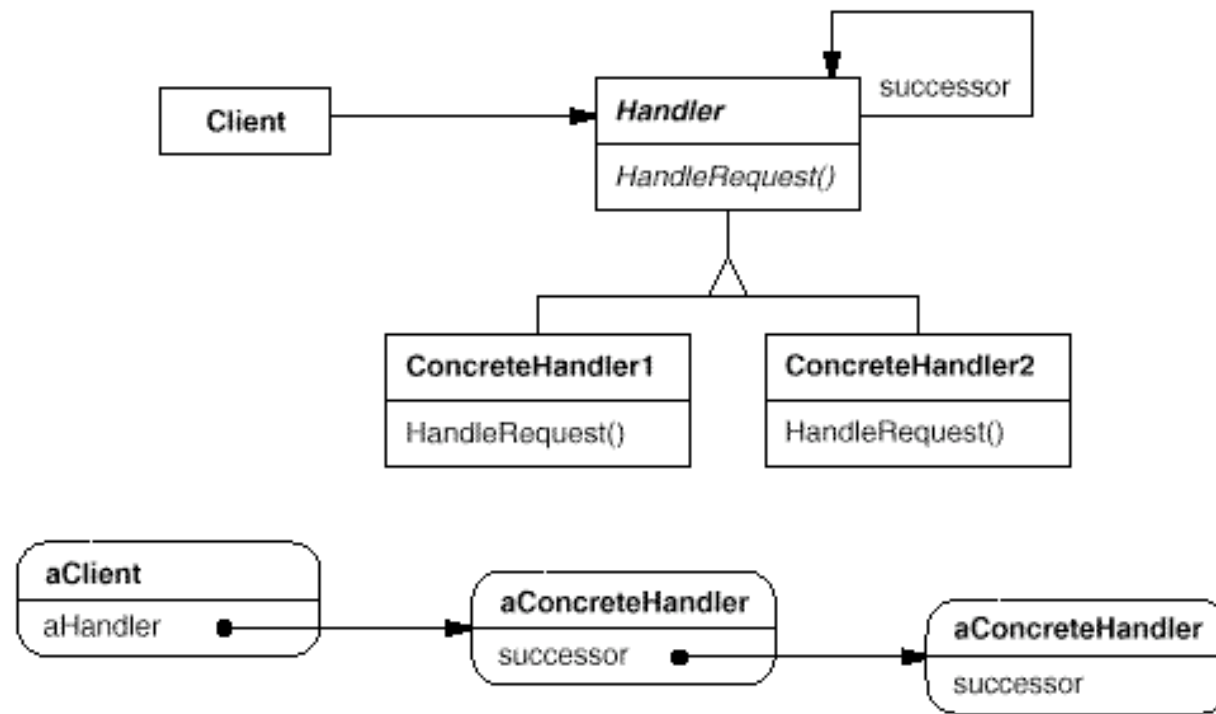 successor
Client
Handler
HandleRequest()
ConcreteHandler1
ConcreteHandler2
HandleRequest()
HandleRequest()
aClient
aHandler
aConcreteHandler
successor
aConcreteHandler
successor